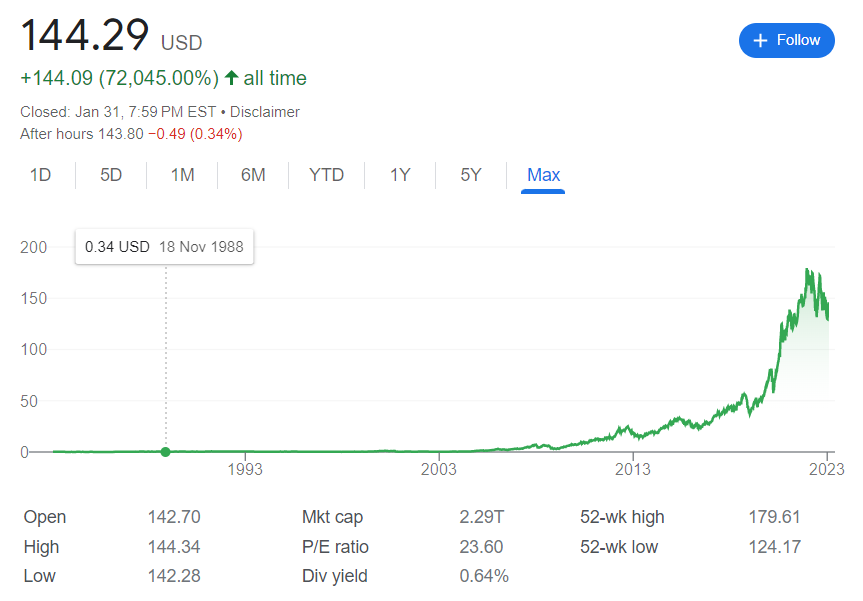 144.29 USD
+ Follow
+144.09 (72,045.00%) ↑ all time
Closed: Jan 31, 7:59 PM EST • Disclaimer
After hours 143.80 −0.49 (0.34%)
1D 5D 1M 6M YTD 1Y 5Y Max
0.34 USD 18 Nov 1988
200
150
100
50
0
1993 2003 2013 2023
Open 142.70 Mkt cap 2.29T 52-wk high 179.61
High 144.34 P/E ratio 23.60 52-wk low 124.17
Low 142.28 Div yield 0.64%